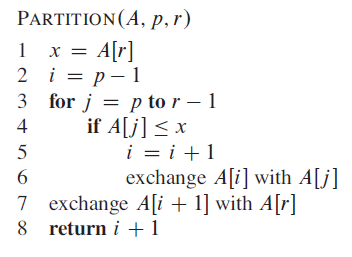 PARTITION(A, p, r)
1 x = A[r]
2 i = p − 1
3 for j = p to r − 1
4 if A[j] ≤ x
5 i = i + 1
6 exchange A[i] with A[j]
7 exchange A[i + 1] with A[r]
8 return i + 1